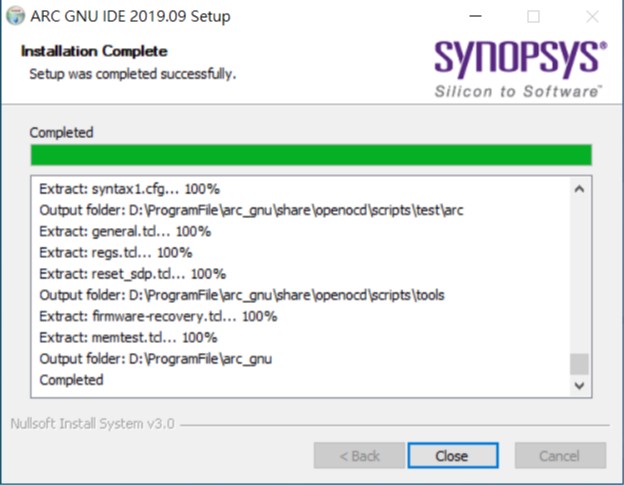 ARC GNU IDE 2019.09 Setup
Installation Complete
Setup was completed successfully.
SYNOPSYS®
Silicon to Software™
Completed
Extract: syntax1.cfg... 100%
Output folder: D:\ProgramFile\arc_gnu\share\openocd\scripts\test\arc
Extract: general.tcl... 100%
Extract: regs.tcl... 100%
Extract: reset_sdp.tcl... 100%
Output folder: D:\ProgramFile\arc_gnu\share\openocd\scripts\tools
Extract: firmware-recovery.tcl... 100%
Extract: memtest.tcl... 100%
Output folder: D:\ProgramFile\arc_gnu
Completed
Nullsoft Install System v3.0
< Back Close Cancel